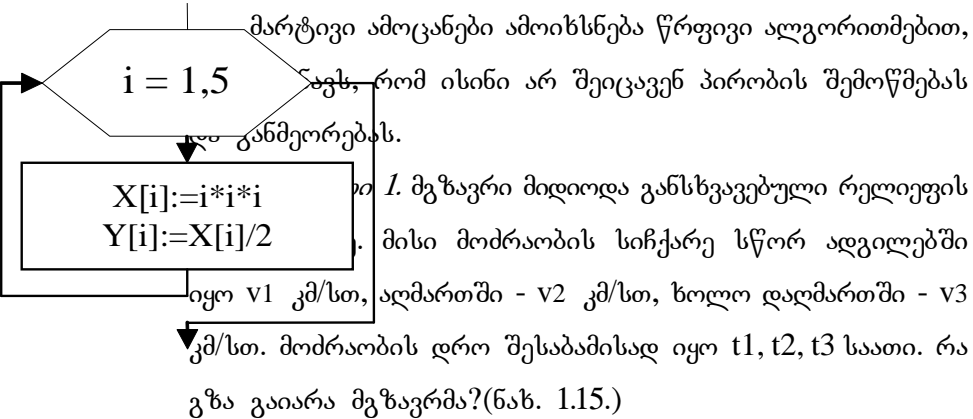 მარტივი ამოცანები ამოიხსნება წრფივი ალგორითმებით,
i = 1,5
რომ ისინი არ შეიცავენ პირობის შემოწმებას
განმეორებას.
X[i]:=i*i*i
Y[i]:=X[i]/2
1. მგზავრი მიდიოდა განსხვავებული რელიეფის
მისი მოძრაობის სიჩქარე სწორ ადგილებში
იყო v1 კმ/სთ, აღმართში - v2 კმ/სთ, ხოლო დაღმართში - v3
კმ/სთ. მოძრაობის დრო შესაბამისად იყო t1, t2, t3 საათი. რა
გზა გაიარა მგზავრმა?(ნახ. 1.15.)